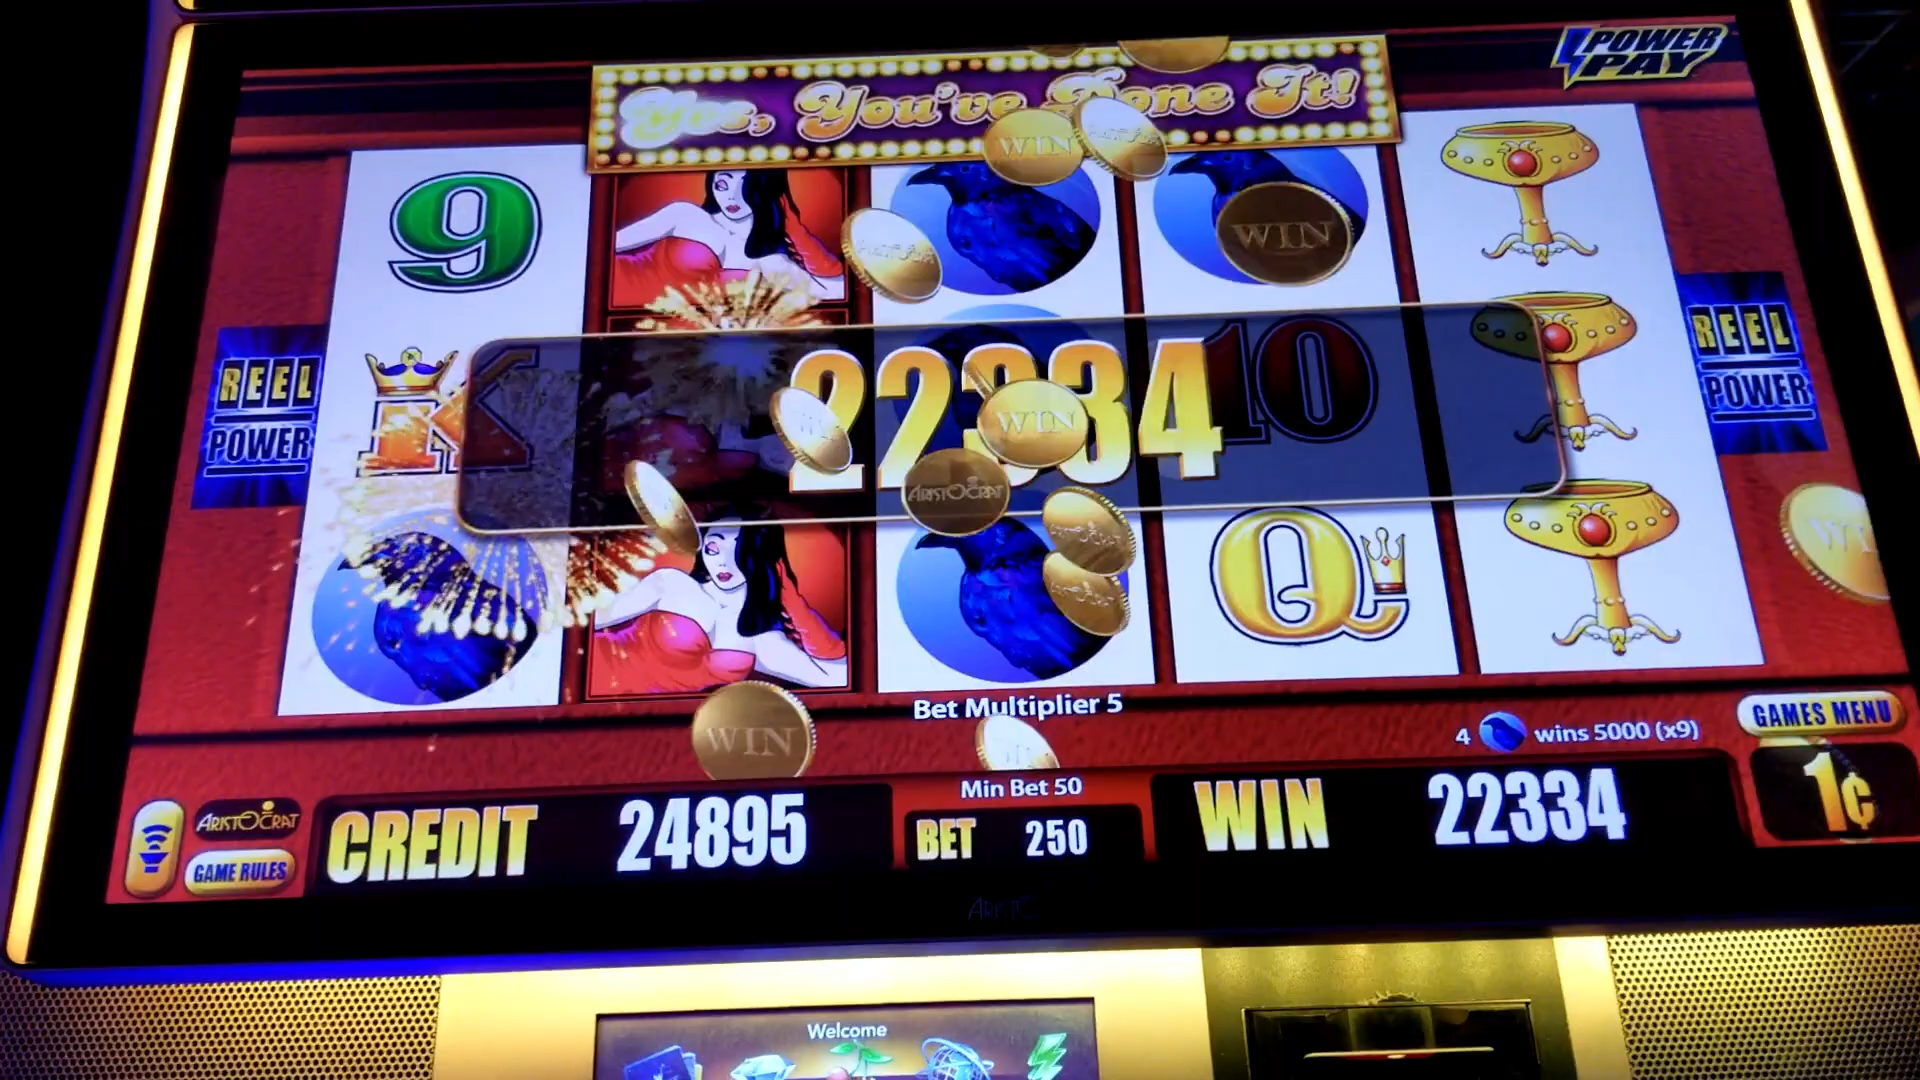 POWER
PAY
Yes, You've Done It!
WIN
WIN
9
REEL
POWER
K
22334
WIN
10
REEL
POWER
ARISTOCRAT
Q
WIN
Bet Multiplier 5
4 wins 5000 (x9)
GAMES MENU
ARISTOCRAT
GAME RULES
CREDIT 24895
Min Bet 50
BET 250
WIN 22334
1¢
Welcome